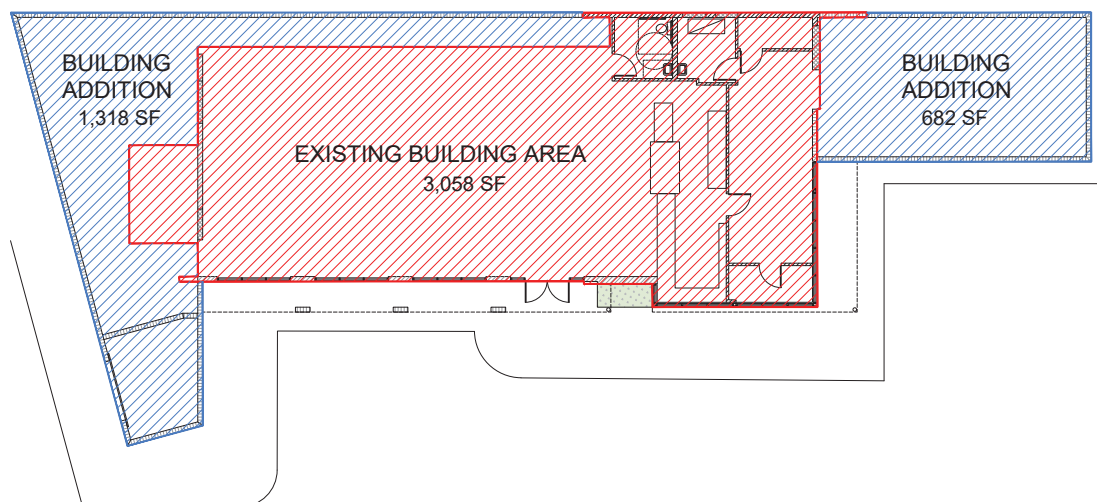 BUILDING
ADDITION
1,318 SF
EXISTING BUILDING AREA
3,058 SF
BUILDING
ADDITION
682 SF